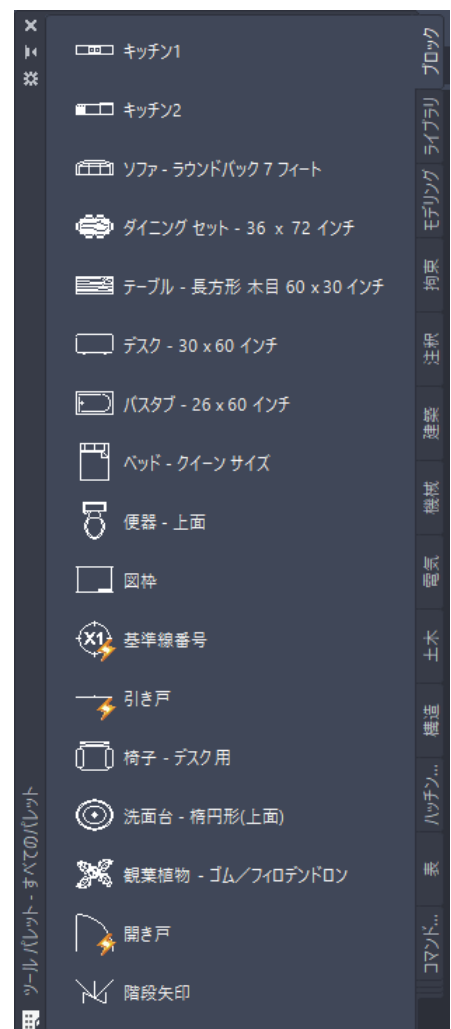 キッチン1
キッチン2
ソファ - ラウンドバック 7 フィート
ダイニング セット - 36 x 72 インチ
テーブル - 長方形 木目 60 x 30 インチ
デスク - 30 x 60 インチ
バスタブ - 26 x 60 インチ
ベッド - クイーン サイズ
便器 - 上面
図枠
X1
基準線番号
引き戸
椅子 - デスク用
洗面台 - 楕円形(上面)
観葉植物 - ゴム／フィロデンドロン
開き戸
階段矢印
ブロック
ライブラリ
モデリング
拘束
注釈
建築
機械
電気
土木
構造
ハッチン...
表
コマンド...
ツール パレット - すべてのパレット